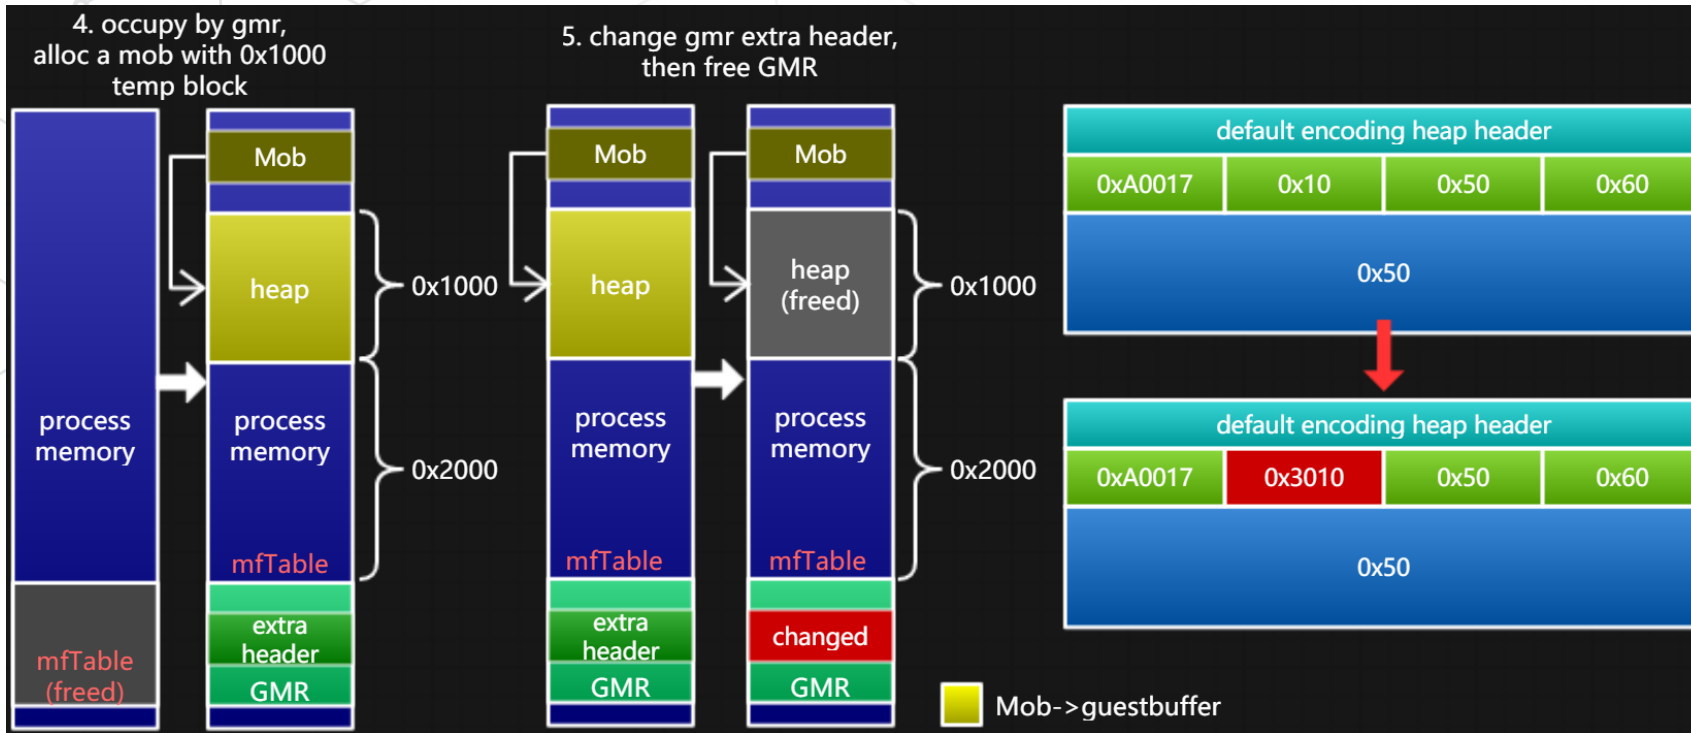 4. occupy by gmr,
alloc a mob with 0x1000
temp block
process
memory
mfTable
(freed)
Mob
heap
process
memory
mfTable
extra
header
GMR
0x1000
0x2000
5. change gmr extra header,
then free GMR
Mob
heap
process
memory
mfTable
extra
header
GMR
Mob
heap
(freed)
process
memory
mfTable
changed
GMR
0x1000
0x2000
default encoding heap header
0xA0017
0x10
0x50
0x60
0x50
default encoding heap header
0xA0017
0x3010
0x50
0x60
0x50
Mob->guestbuffer